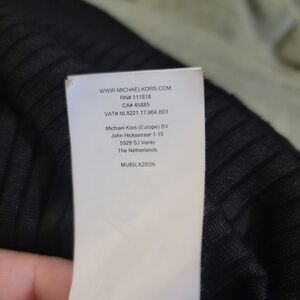 WWW.MICHAELKORS.COM
RN# 111818
CA# 45885
VAT# NL8221.17.964.B01
Michael Kors (Europe) BV
John Hicksstraat 1-15
5928 SJ Venlo
The Netherlands
MU85LXZBSN